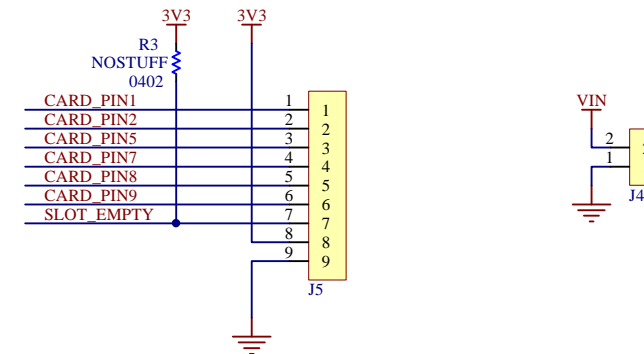 3V3 3V3
R3
NOSTUFF
0402
CARD_PIN1 1 1
CARD_PIN2 2 2
CARD_PIN5 3 3
CARD_PIN7 4 4
CARD_PIN8 5 5
CARD_PIN9 6 6
SLOT_EMPTY 7 7
8 8
9 9
J5
VIN
2
1
J4